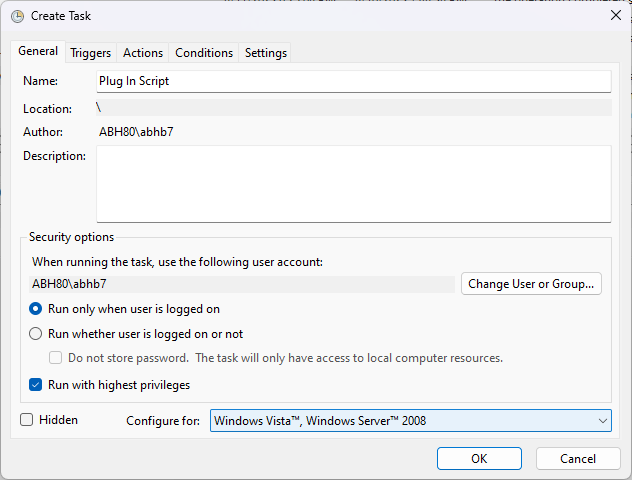 Create Task
General Triggers Actions Conditions Settings
Name: Plug In Script
Location: \
Author: ABH80\abhb7
Description:
Security options
When running the task, use the following user account:
ABH80\abhb7 Change User or Group...
Run only when user is logged on
Run whether user is logged on or not
Do not store password. The task will only have access to local computer resources.
Run with highest privileges
Hidden Configure for: Windows Vista™, Windows Server™ 2008
OK Cancel